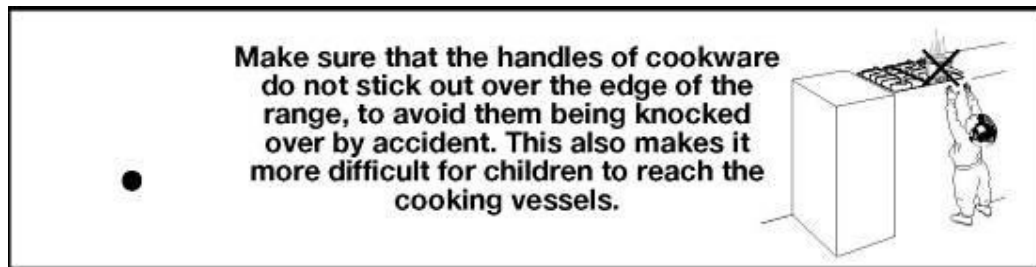 Make sure that the handles of cookware
do not stick out over the edge of the
range, to avoid them being knocked
over by accident. This also makes it
more difficult for children to reach the
cooking vessels.